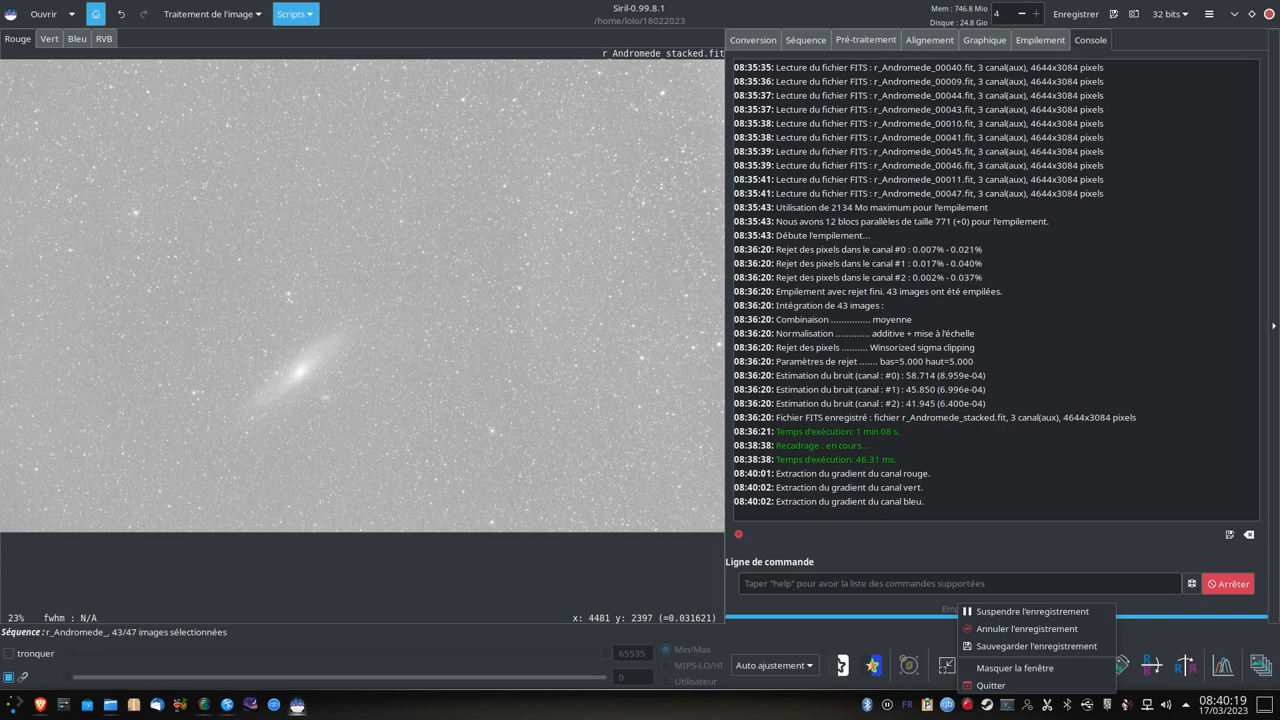 Ouvrir
Traitement de l'image
Scripts
Siril-0.99.8.1
/home/lolo/18022023
Mem : 746.8 Mio
Disque : 24.8 Gio
4
Enregistrer
32 bits
Rouge
Vert
Bleu
RVB
r_Andromede_stacked.fit
Conversion
Séquence
Pré-traitement
Alignement
Graphique
Empilement
Console
08:35:35: Lecture du fichier FITS : r_Andromede_00040.fit, 3 canal(aux), 4644x3084 pixels
08:35:36: Lecture du fichier FITS : r_Andromede_00009.fit, 3 canal(aux), 4644x3084 pixels
08:35:37: Lecture du fichier FITS : r_Andromede_00044.fit, 3 canal(aux), 4644x3084 pixels
08:35:37: Lecture du fichier FITS : r_Andromede_00043.fit, 3 canal(aux), 4644x3084 pixels
08:35:38: Lecture du fichier FITS : r_Andromede_00010.fit, 3 canal(aux), 4644x3084 pixels
08:35:38: Lecture du fichier FITS : r_Andromede_00041.fit, 3 canal(aux), 4644x3084 pixels
08:35:39: Lecture du fichier FITS : r_Andromede_00045.fit, 3 canal(aux), 4644x3084 pixels
08:35:39: Lecture du fichier FITS : r_Andromede_00046.fit, 3 canal(aux), 4644x3084 pixels
08:35:41: Lecture du fichier FITS : r_Andromede_00011.fit, 3 canal(aux), 4644x3084 pixels
08:35:41: Lecture du fichier FITS : r_Andromede_00047.fit, 3 canal(aux), 4644x3084 pixels
08:35:43: Utilisation de 2134 Mo maximum pour l'empilement
08:35:43: Nous avons 12 blocs parallèles de taille 771 (+0) pour l'empilement.
08:35:43: Débute l'empilement...
08:36:20: Rejet des pixels dans le canal #0 : 0.007% - 0.021%
08:36:20: Rejet des pixels dans le canal #1 : 0.017% - 0.040%
08:36:20: Rejet des pixels dans le canal #2 : 0.002% - 0.037%
08:36:20: Empilement avec rejet fini. 43 images ont été empilées.
08:36:20: Intégration de 43 images :
08:36:20: Combinaison ............... moyenne
08:36:20: Normalisation ............. additive + mise à l'échelle
08:36:20: Rejet des pixels .......... Winsorized sigma clipping
08:36:20: Paramètres de rejet ....... bas=5.000 haut=5.000
08:36:20: Estimation du bruit (canal : #0) : 58.714 (8.959e-04)
08:36:20: Estimation du bruit (canal : #1) : 45.850 (6.996e-04)
08:36:20: Estimation du bruit (canal : #2) : 41.945 (6.400e-04)
08:36:20: Fichier FITS enregistré : fichier r_Andromede_stacked.fit, 3 canal(aux), 4644x3084 pixels
08:36:21: Temps d'exécution: 1 min 08 s.
08:38:38: Recadrage : en cours...
08:38:38: Temps d'exécution: 46.31 ms.
08:40:01: Extraction du gradient du canal rouge.
08:40:02: Extraction du gradient du canal vert.
08:40:02: Extraction du gradient du canal bleu.
Ligne de commande
Taper "help" pour avoir la liste des commandes supportées
Arrêter
Suspendre l'enregistrement
Annuler l'enregistrement
Sauvegarder l'enregistrement
Masquer la fenêtre
Quitter
23%
fwhm : N/A
x: 4481 y: 2397 (=0.031621)
Séquence: r_Andromede_, 43/47 images sélectionnées
tronquer
65535
0
Min/Max
MIPS-LO/HI
Utilisateur
Auto ajustement
FR
08:40:19
17/03/2023